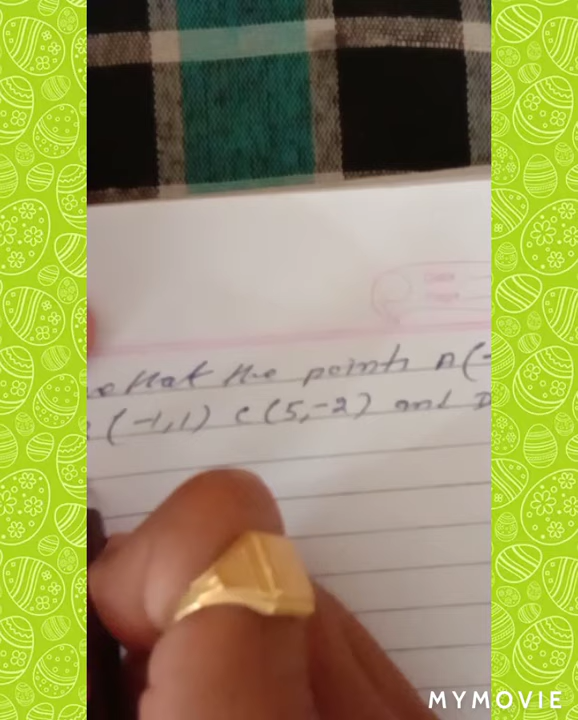 that the points A(-
(-1,1) C(5,-2) and D
MYMOVIE